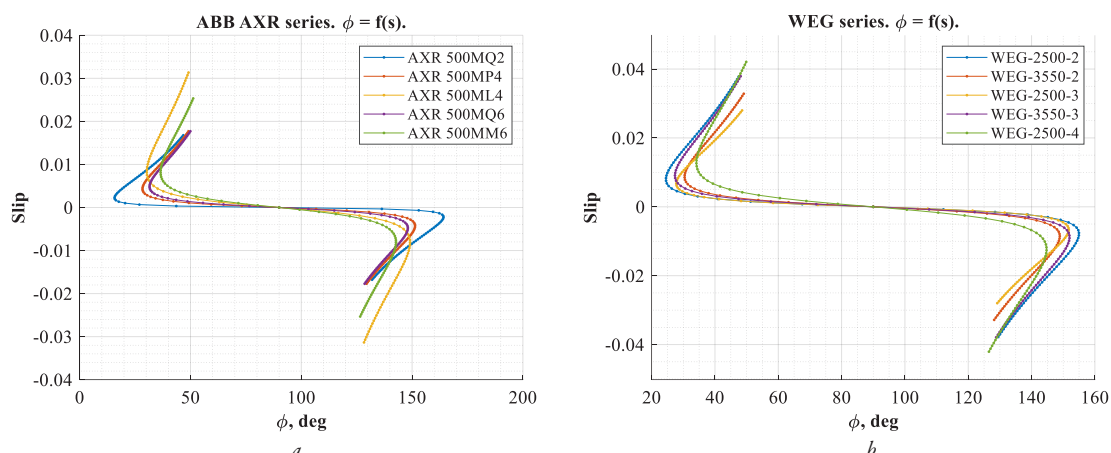 ABB AXR series. ϕ = f(s).
0.04
0.03
0.02
0.01
0
-0.01
-0.02
-0.03
-0.04
Slip
AXR 500MQ2
AXR 500MP4
AXR 500ML4
AXR 500MQ6
AXR 500MM6
0 50 100 150 200
ϕ, deg
a
WEG series. ϕ = f(s).
0.04
0.02
0
-0.02
-0.04
Slip
WEG-2500-2
WEG-3550-2
WEG-2500-3
WEG-3550-3
WEG-2500-4
20 40 60 80 100 120 140 160
ϕ, deg
b